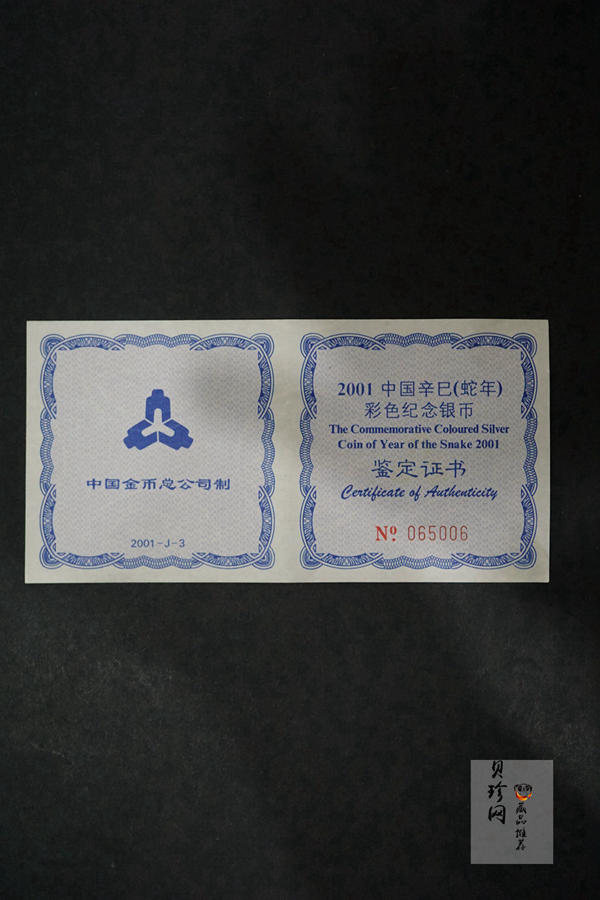 中国金币总公司制
2001-J-3
2001 中国辛巳(蛇年)
彩色纪念银币
The Commemorative Coloured Silver
Coin of Year of the Snake 2001
鉴定证书
Certificate of Authenticity
Nº 065006
贝珍网
藏品推荐